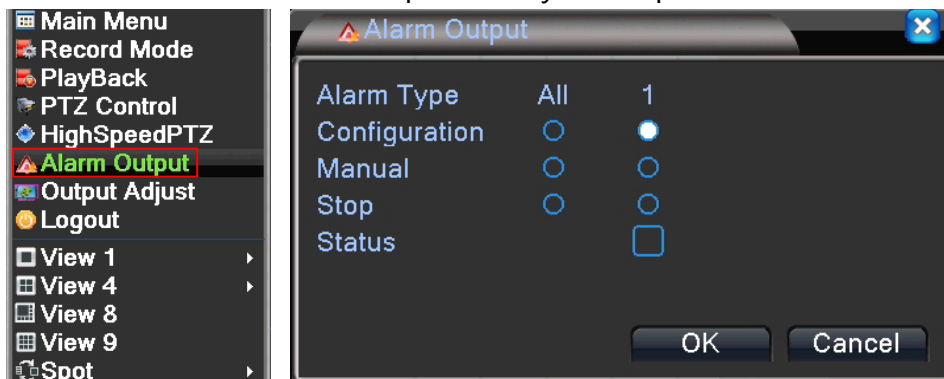 Main Menu
Record Mode
PlayBack
PTZ Control
HighSpeedPTZ
Alarm Output
Output Adjust
Logout
View 1
View 4
View 8
View 9
Spot
Alarm Output
Alarm Type All 1
Configuration
Manual
Stop
Status
OK Cancel